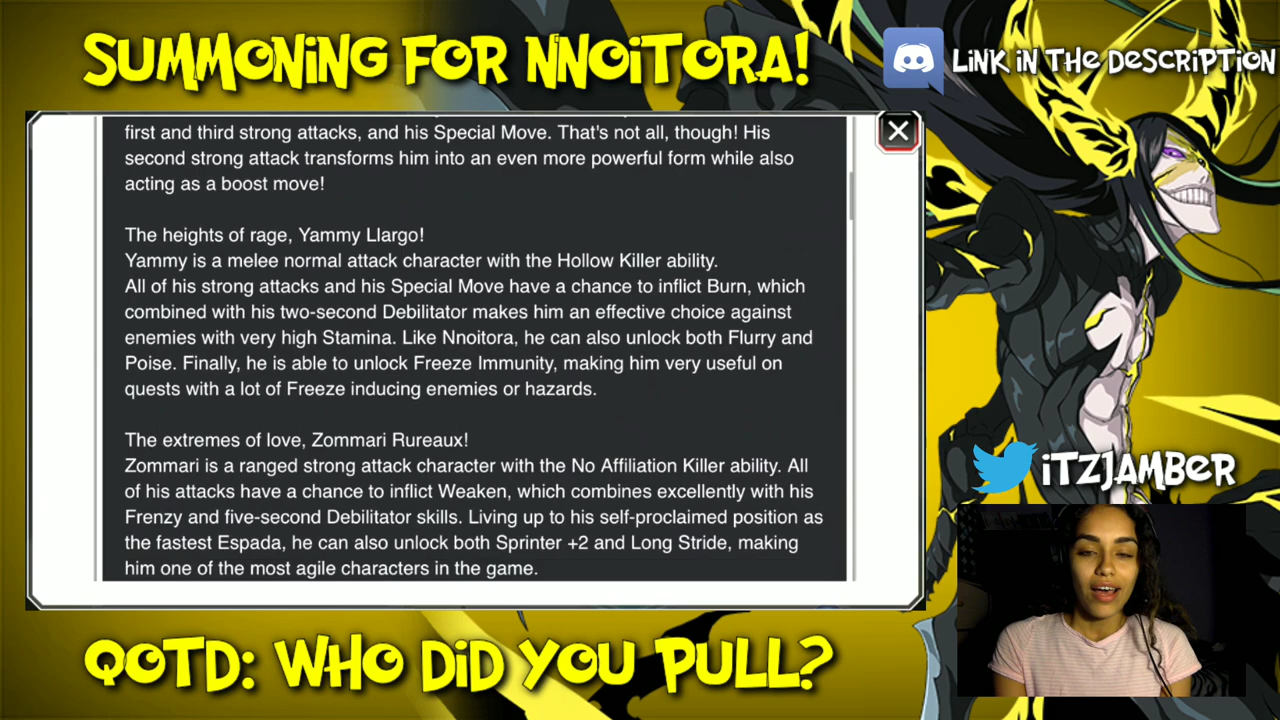 SUMMONING FOR NNOITORA!
LINK IN THE DESCRIPTION
first and third strong attacks, and his Special Move. That's not all, though! His
second strong attack transforms him into an even more powerful form while also
acting as a boost move!
The heights of rage, Yammy Llargo!
Yammy is a melee normal attack character with the Hollow Killer ability.
All of his strong attacks and his Special Move have a chance to inflict Burn, which
combined with his two-second Debilitator makes him an effective choice against
enemies with very high Stamina. Like Nnoitora, he can also unlock both Flurry and
Poise. Finally, he is able to unlock Freeze Immunity, making him very useful on
quests with a lot of Freeze inducing enemies or hazards.
The extremes of love, Zommari Rureaux!
Zommari is a ranged strong attack character with the No Affiliation Killer ability. All
of his attacks have a chance to inflict Weaken, which combines excellently with his
Frenzy and five-second Debilitator skills. Living up to his self-proclaimed position as
the fastest Espada, he can also unlock both Sprinter +2 and Long Stride, making
him one of the most agile characters in the game.
ITZJAMBER
QOTD: WHO DID YOU PULL?